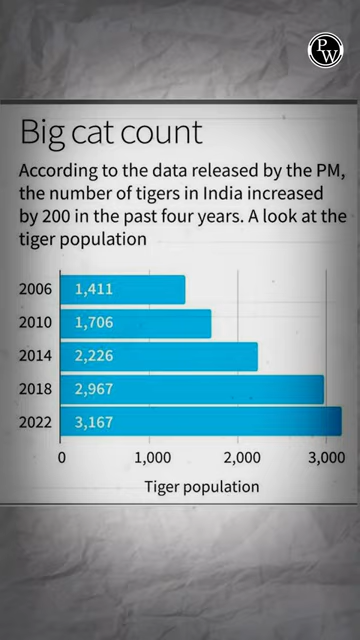 PW
Big cat count
According to the data released by the PM,
the number of tigers in India increased
by 200 in the past four years. A look at the
tiger population
2006 1,411
2010 1,706
2014 2,226
2018 2,967
2022 3,167
0 1,000 2,000 3,000
Tiger population